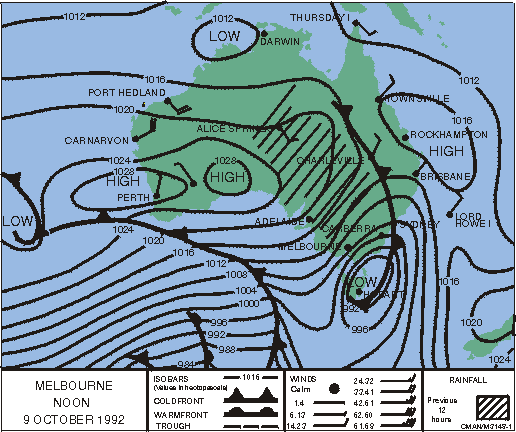 1012
1012
THURSDAY I
LOW
DARWIN
1016
1012
PORT HEDLAND
TOWNSVILLE
1020
1016
ALICE SPRINGS
ROCKHAMPTON
CARNARVON
HIGH
1024
1028
CHARLEVILLE
1028
HIGH
HIGH
BRISBANE
PERTH
LOW
ADELAIDE
LORD
HOWE I
1024
CANBERRA
SYDNEY
1020
MELBOURNE
1016
1012
1008
LOW
1016
1004
HOBART
1000
992
1020
996
996
992
988
984
1024
MELBOURNE
NOON
9 OCTOBER 1992
ISOBARS 1016
(Values in hectopascals)
COLDFRONT
WARMFRONT
TROUGH
WINDS
Calm
1.4
6.13
14.23
24.32
33.41
42.51
52.60
61.69
RAINFALL
Previous
12
hours